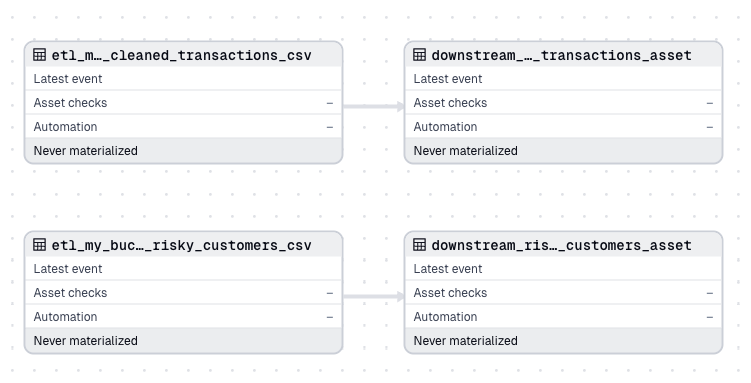 etl_m…_cleaned_transactions_csv
Latest event
Asset checks –
Automation –
Never materialized
downstream_…_transactions_asset
Latest event
Asset checks –
Automation –
Never materialized
etl_my_buc…_risky_customers_csv
Latest event
Asset checks –
Automation –
Never materialized
downstream_ris…_customers_asset
Latest event
Asset checks –
Automation –
Never materialized